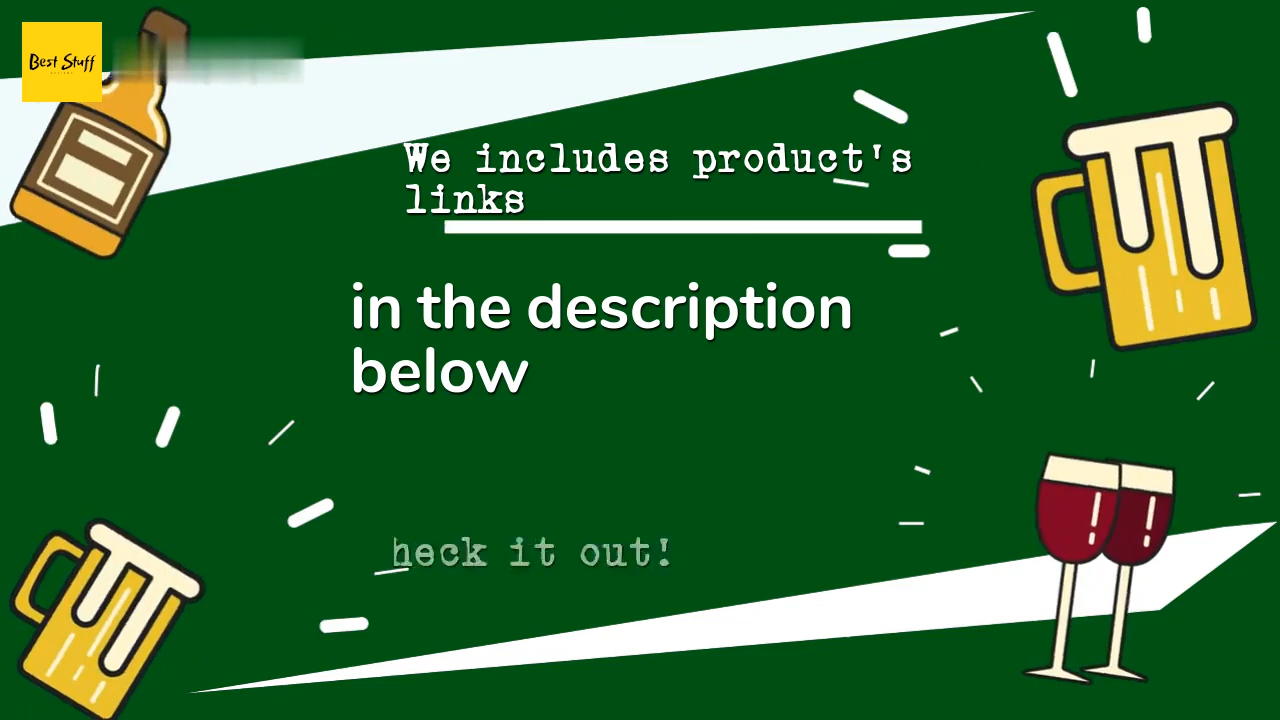 Best Stuff
We includes product's
links
in the description
below
heck it out!